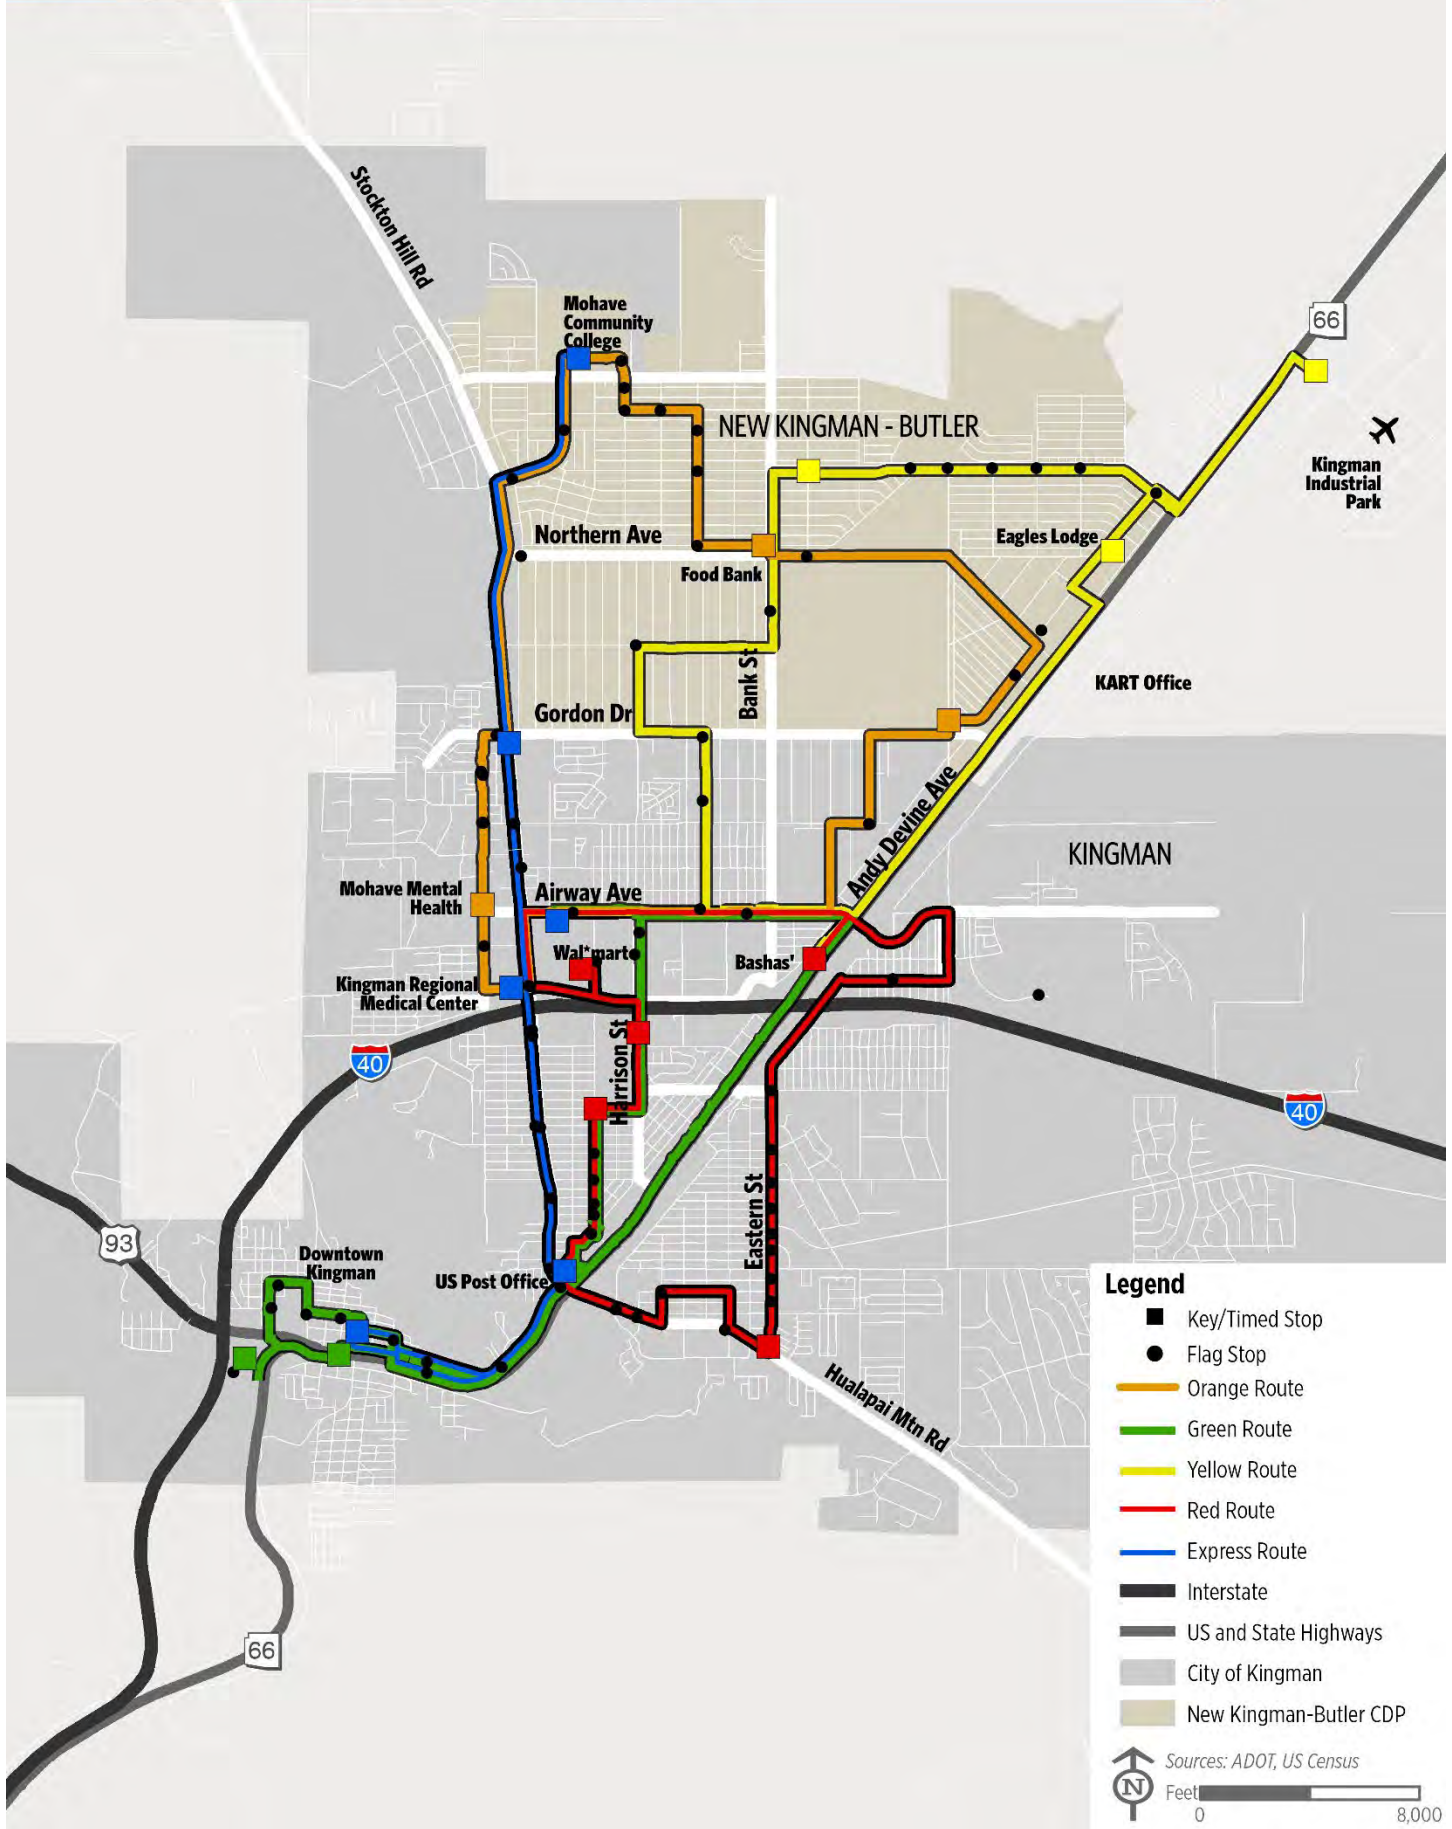 Stockton Hill Rd
66
Mohave
Community
College
NEW KINGMAN - BUTLER
Kingman
Industrial
Park
Northern Ave
Eagles Lodge
Food Bank
Bank St
KART Office
Gordon Dr
Andy Devine Ave
KINGMAN
Mohave Mental
Health
Airway Ave
Wal*mart
Bashas'
Kingman Regional
Medical Center
Harrison St
40
40
Eastern St
93
Downtown
Kingman
US Post Office
Hualapai Mtn Rd
66
Legend
Key/Timed Stop
Flag Stop
Orange Route
Green Route
Yellow Route
Red Route
Express Route
Interstate
US and State Highways
City of Kingman
New Kingman-Butler CDP
Sources: ADOT, US Census
N
Feet
0 8,000